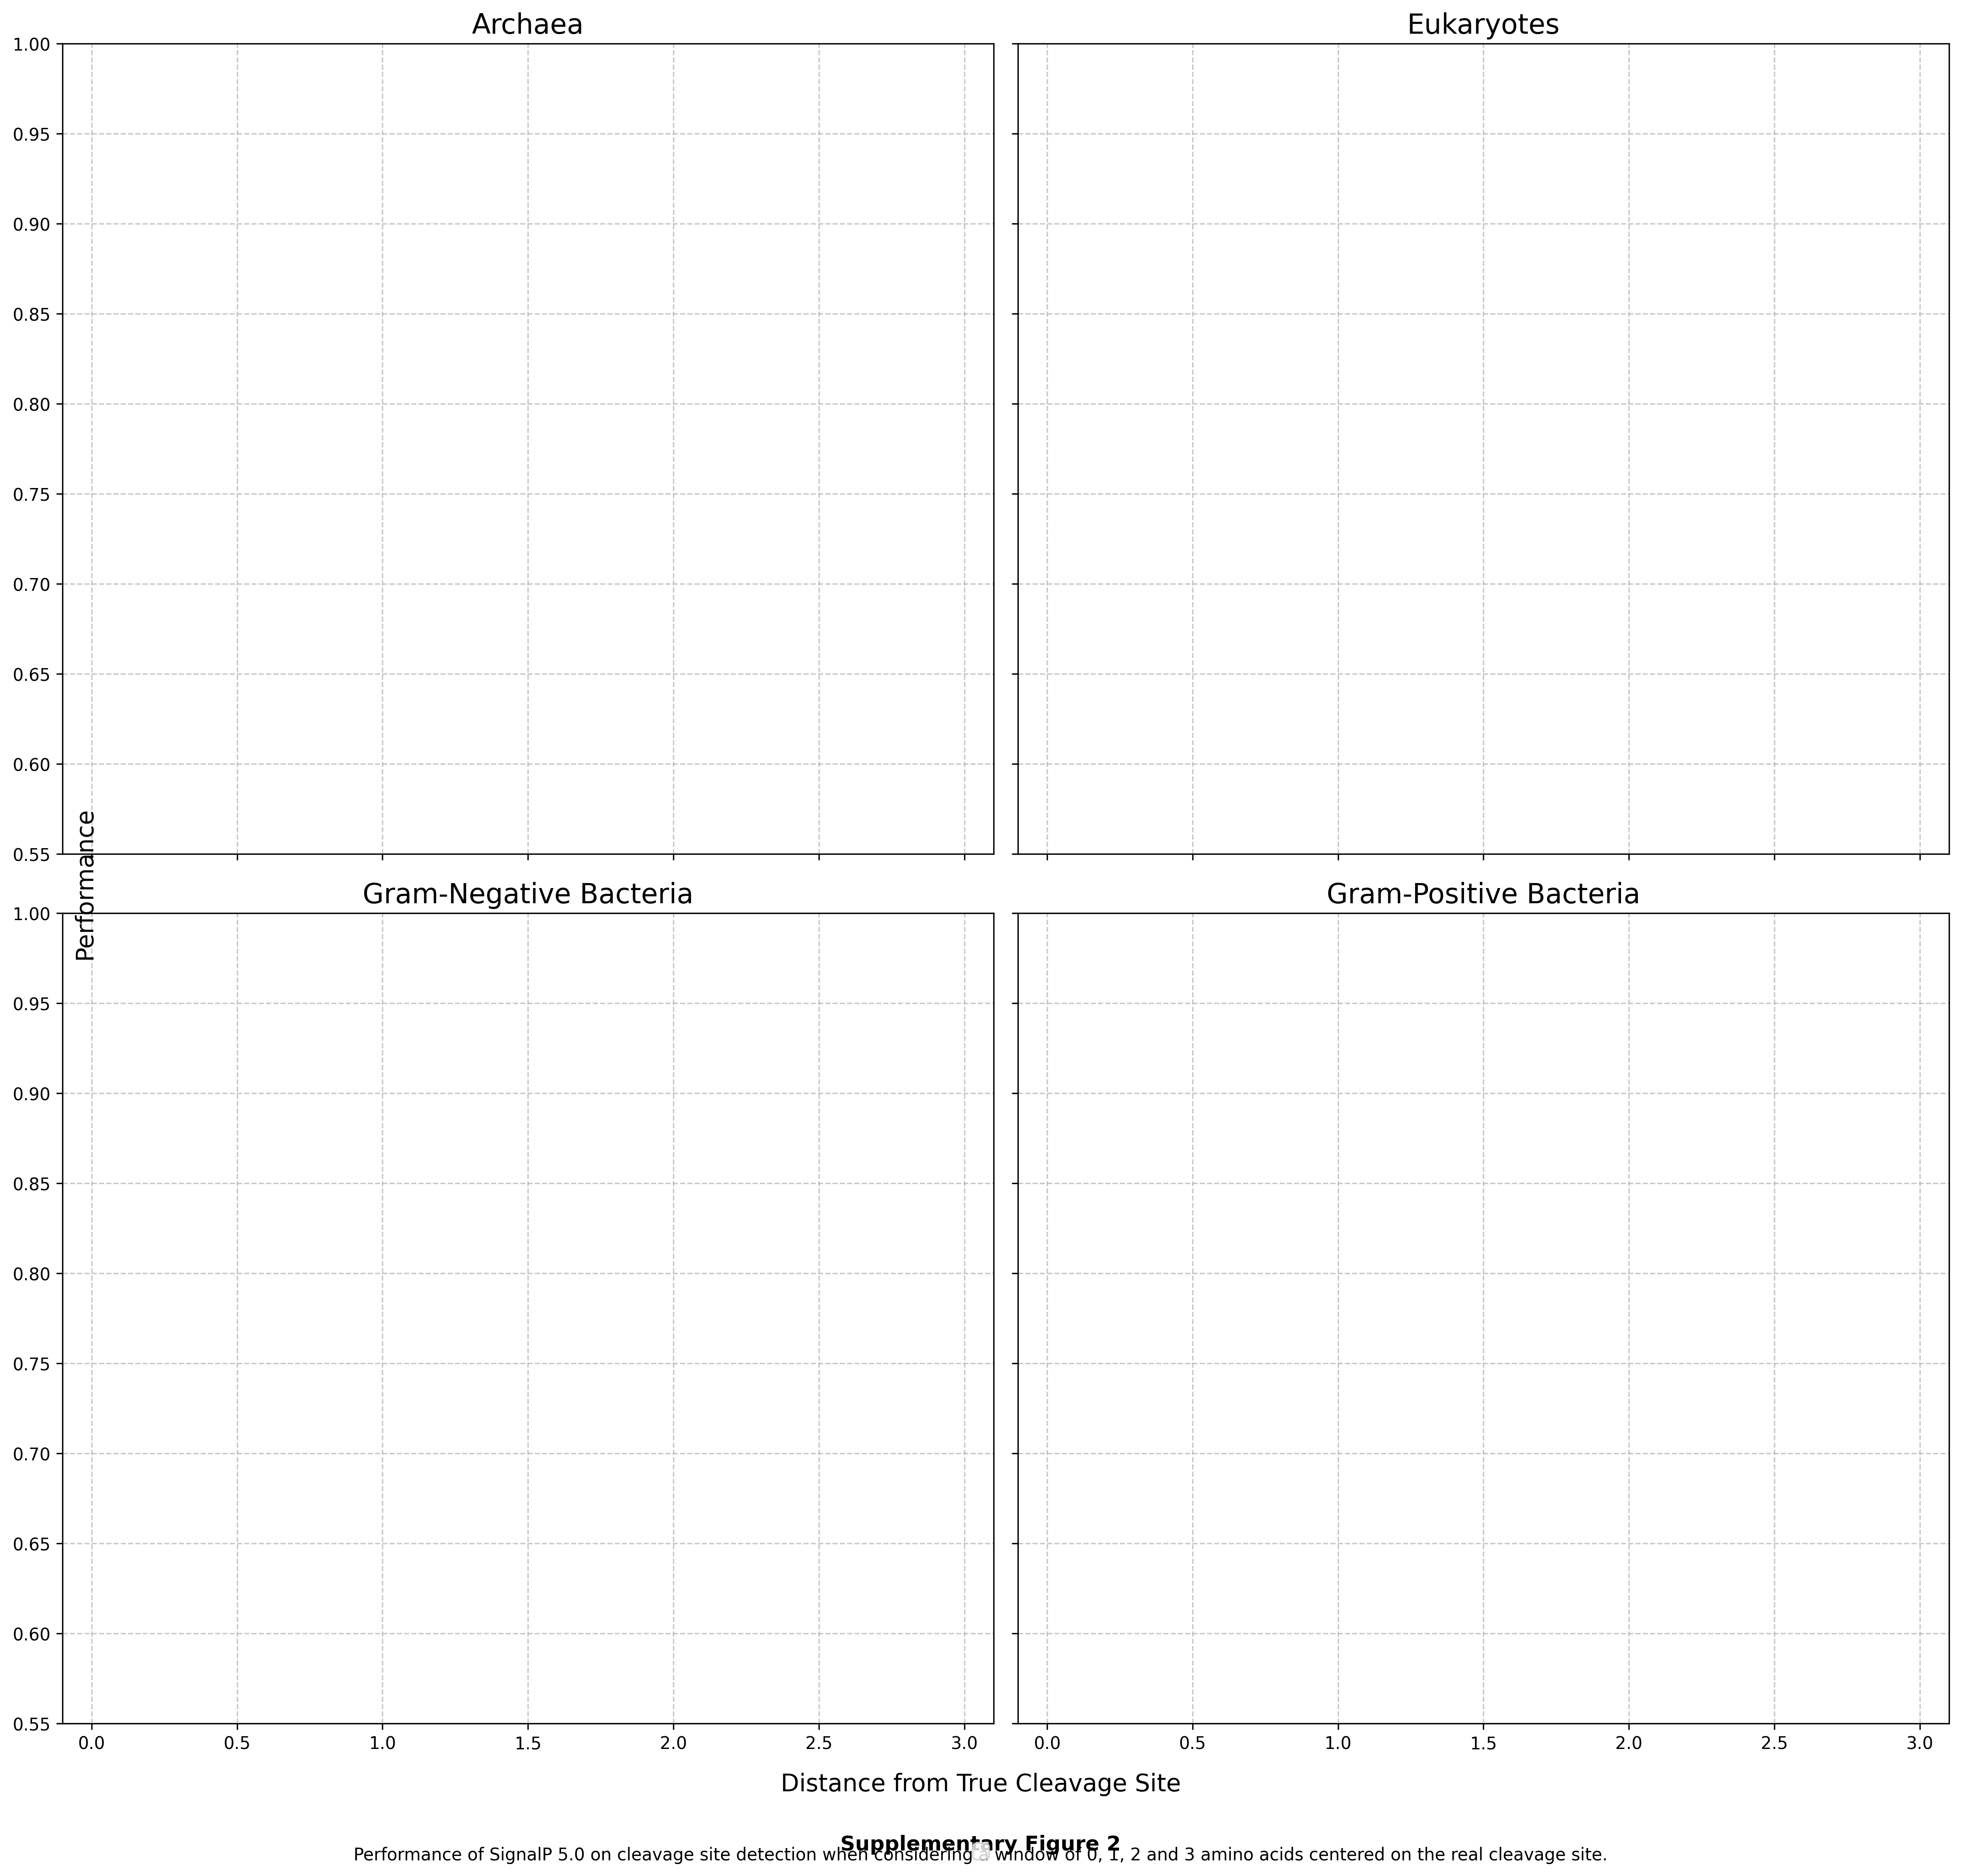 Archaea
Eukaryotes
1.00
0.95
0.90
0.85
0.80
0.75
0.70
0.65
0.60
0.55
Performance
Gram-Negative Bacteria
Gram-Positive Bacteria
1.00
0.95
0.90
0.85
0.80
0.75
0.70
0.65
0.60
0.55
0.0 0.5 1.0 1.5 2.0 2.5 3.0
0.0 0.5 1.0 1.5 2.0 2.5 3.0
Distance from True Cleavage Site
Supplementary Figure 2
Performance of SignalP 5.0 on cleavage site detection when considering a window of 0, 1, 2 and 3 amino acids centered on the real cleavage site.